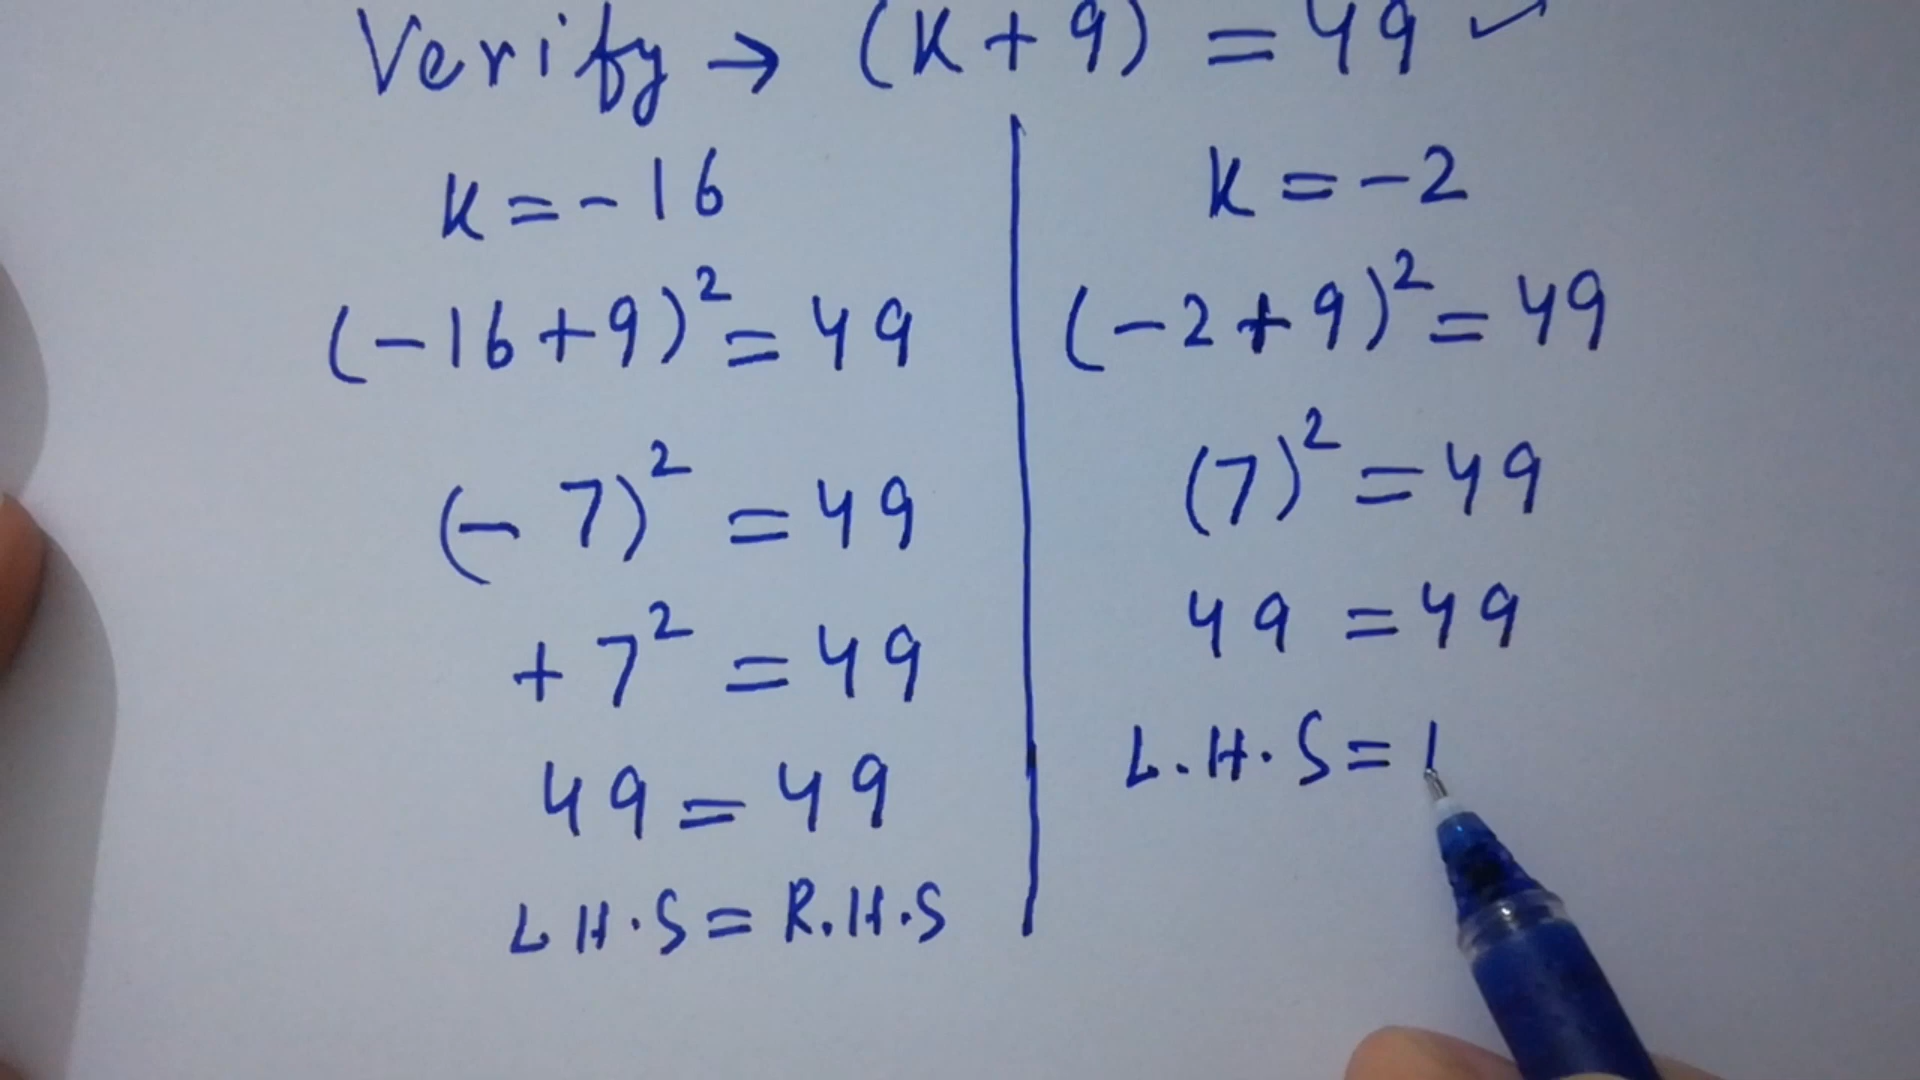 Verify → (K+9) = 49 ✓
K = -16
(-16+9)² = 49
(-7)² = 49
+7² = 49
49 = 49
L.H.S = R.H.S
K = -2
(-2+9)² = 49
(7)² = 49
49 = 49
L.H.S =